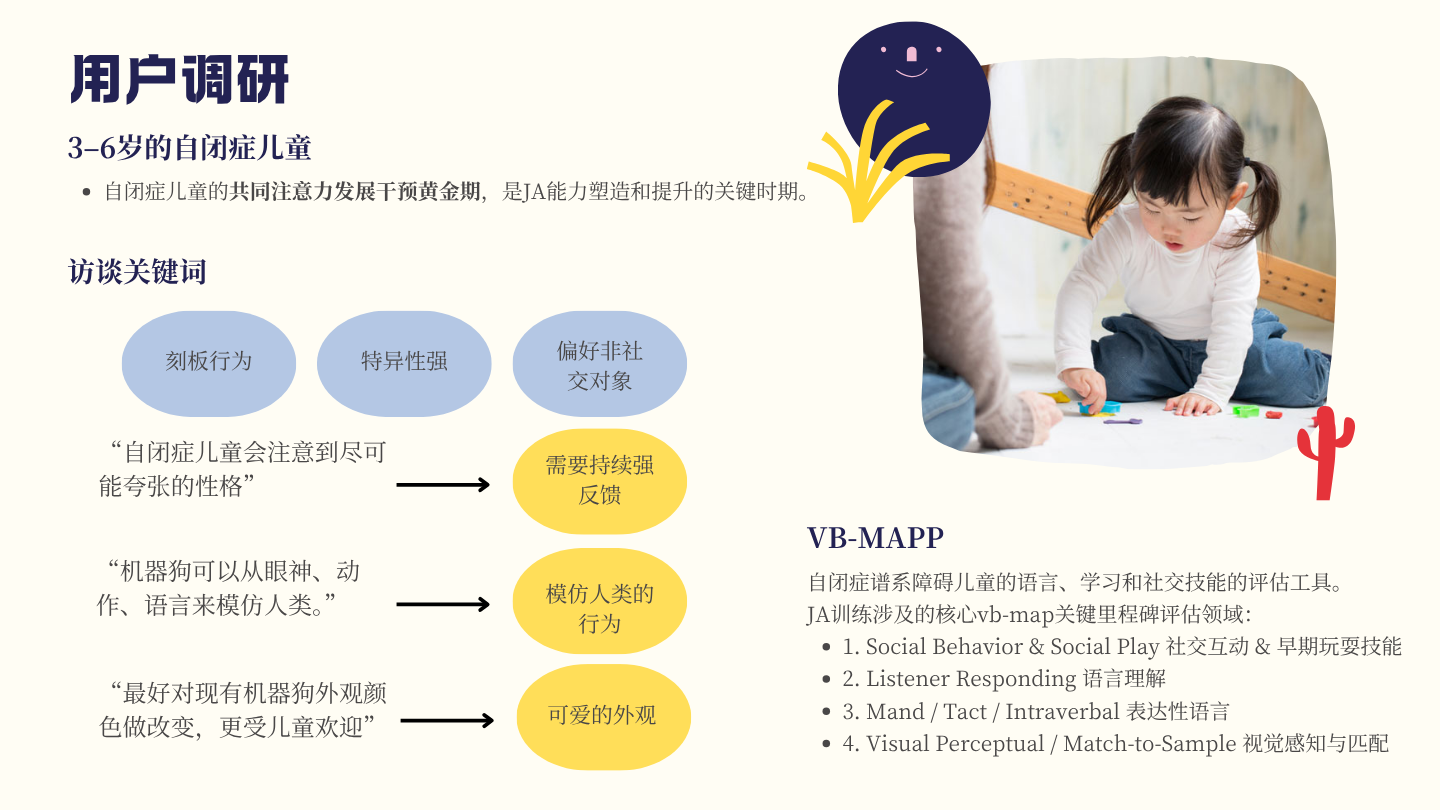 用户调研
3–6岁的自闭症儿童
自闭症儿童的共同注意力发展干预黄金期，是JA能力塑造和提升的关键时期。
访谈关键词
刻板行为
特异性强
偏好非社
交对象
“自闭症儿童会注意到尽可
能夸张的性格”
需要持续强
反馈
“机器狗可以从眼神、动
作、语言来模仿人类。”
模仿人类的
行为
“最好对现有机器狗外观颜
色做改变，更受儿童欢迎”
可爱的外观
VB-MAPP
自闭症谱系障碍儿童的语言、学习和社交技能的评估工具。
JA训练涉及的核心vb-map关键里程碑评估领域：
1. Social Behavior & Social Play 社交互动 & 早期玩耍技能
2. Listener Responding 语言理解
3. Mand / Tact / Intraverbal 表达性语言
4. Visual Perceptual / Match-to-Sample 视觉感知与匹配